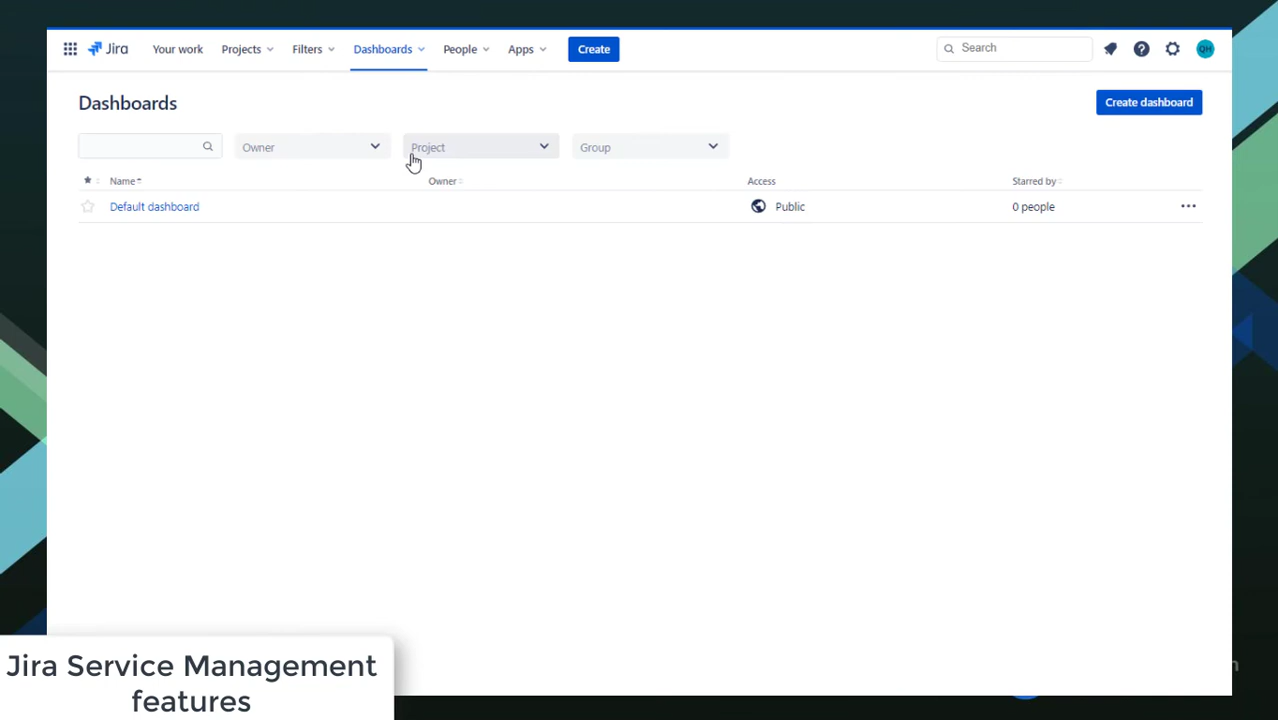 Jira Your work Projects Filters Dashboards People Apps Create Search QH
Dashboards Create dashboard
Owner Project Group
Name Owner Access Starred by
Default dashboard Public 0 people
Jira Service Management
features